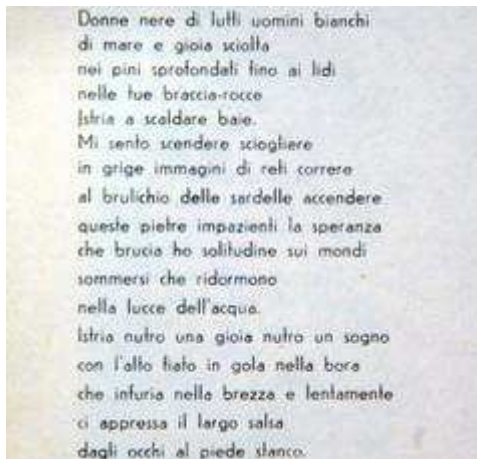 Donne nere di lutti uomini bianchi
di mare e gioia sciolta
nei pini sprofondati fino ai lidi
nelle tue braccia-rocce
Istria a scaldare baie.
Mi sento scendere sciogliere
in grige immagini di reti correre
al brulichio delle sardelle accendere
queste pietre impazienti la speranza
che brucia ho solitudine sui mondi
sommersi che ridormono
nella lucce dell'acqua.
Istria nutro una gioia nutro un sogno
con l'alto fiato in gola nella bora
che infuria nella brezza e lentamente
ci appressa il largo salsa
dagli occhi al piede stanco.